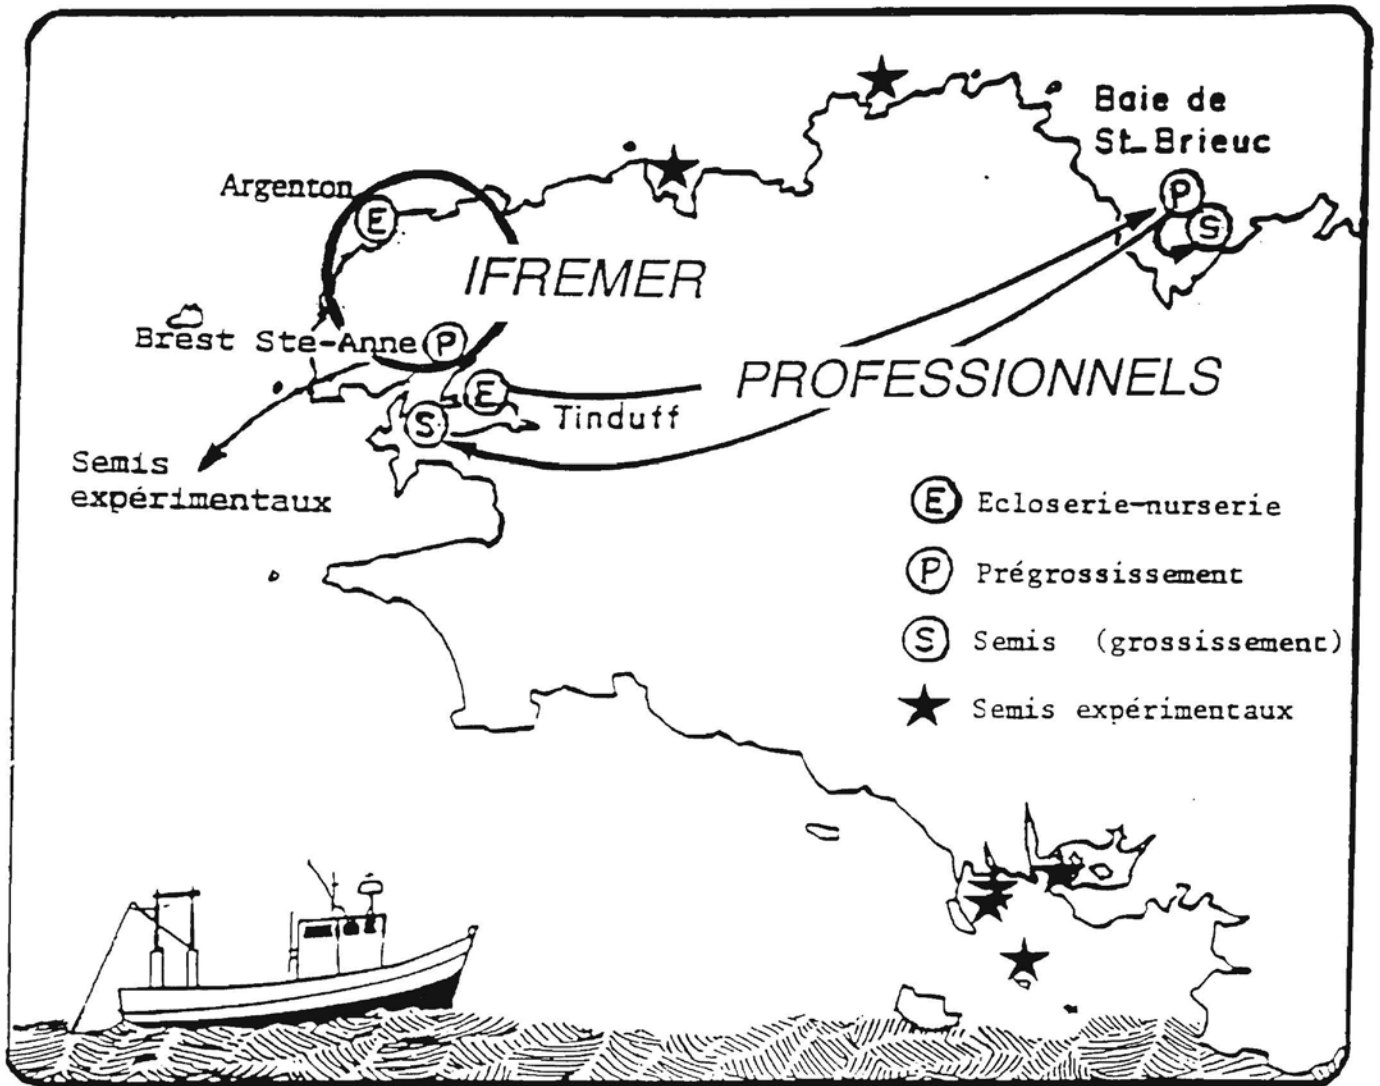 Baie de
St-Brieuc
P
S
Argenton
E
IFREMER
Brest Ste-Anne
P
PROFESSIONNELS
E
Tinduff
S
Semis
expérimentaux
E Ecloserie-nurserie
P Prégrossissement
S Semis (grossissement)
Semis expérimentaux